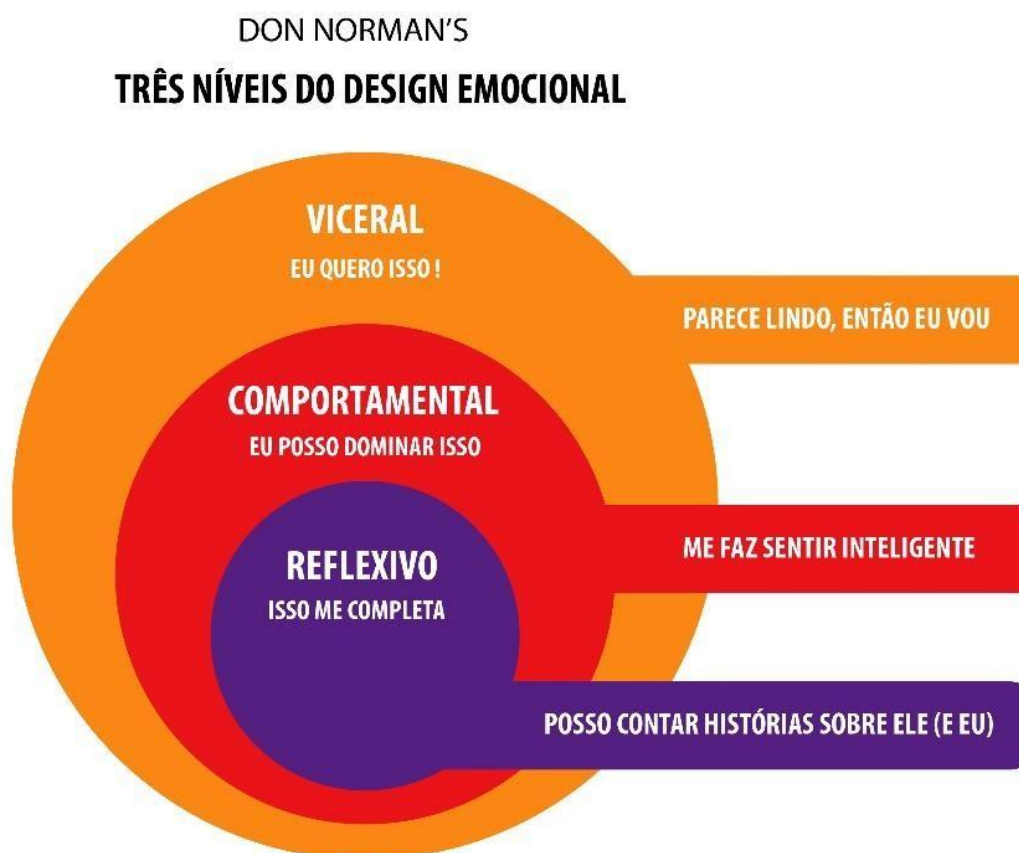 DON NORMAN'S
TRÊS NÍVEIS DO DESIGN EMOCIONAL
VICERAL
EU QUERO ISSO !
PARECE LINDO, ENTÃO EU VOU
COMPORTAMENTAL
EU POSSO DOMINAR ISSO
ME FAZ SENTIR INTELIGENTE
REFLEXIVO
ISSO ME COMPLETA
POSSO CONTAR HISTÓRIAS SOBRE ELE (E EU)